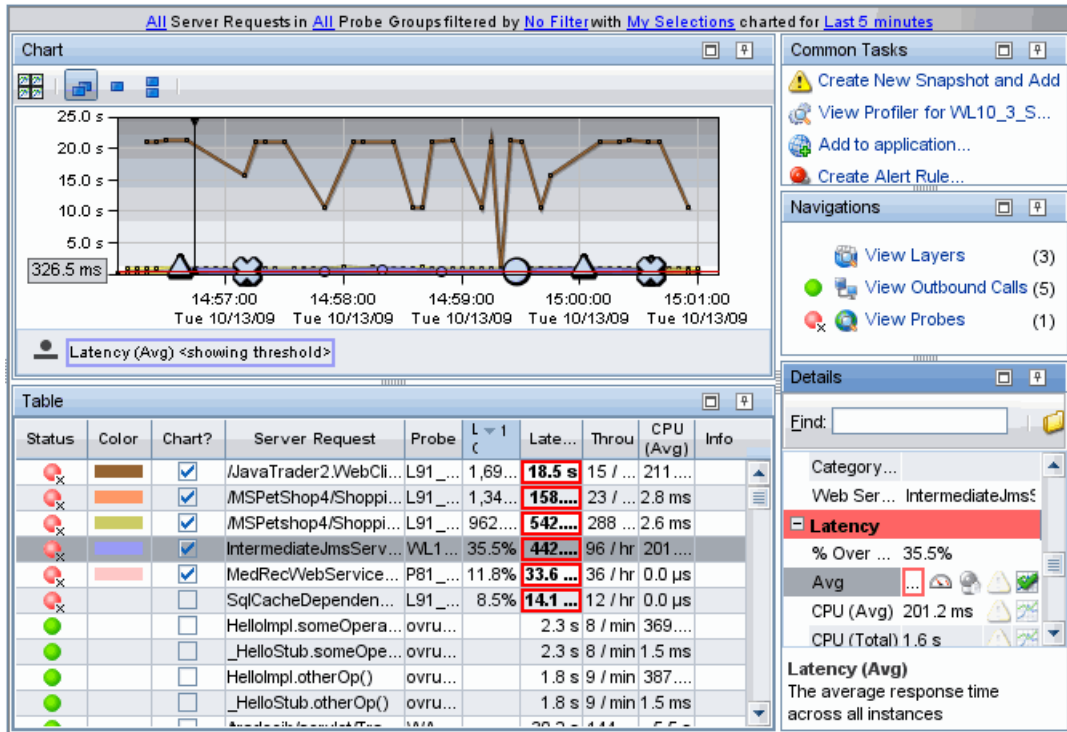 All Server Requests in All Probe Groups filtered by No Filter with My Selections charted for Last 5 minutes
Chart
25.0 s
20.0 s
15.0 s
10.0 s
5.0 s
326.5 ms
14:57:00 14:58:00 14:59:00 15:00:00 15:01:00
Tue 10/13/09 Tue 10/13/09 Tue 10/13/09 Tue 10/13/09 Tue 10/13/09
Latency (Avg) <showing threshold>
Table
Status Color Chart? Server Request Probe L 1 ( Late... Throu CPU (Avg) Info
/JavaTrader2.WebCli... L91_... 1,69... 18.5 s 15 / ... 211....
/MSPetShop4/Shoppi... L91_... 1,34... 158.... 23 / ... 2.8 ms
/MSPetshop4/Shoppi... L91_... 962.... 542.... 288 ... 2.6 ms
IntermediateJmsServ... WL1... 35.5% 442.... 96 / hr 201....
MedRecWebService... P81_... 11.8% 33.6 ... 36 / hr 0.0 µs
SqlCacheDependen... L91_... 8.5% 14.1 ... 12 / hr 0.0 µs
HelloImpl.someOpera... ovru... 2.3 s 8 / min 369....
_HelloStub.someOpe... ovru... 2.3 s 8 / min 1.5 ms
HelloImpl.otherOp() ovru... 1.8 s 9 / min 387....
_HelloStub.otherOp() ovru... 1.8 s 9 / min 1.5 ms
Common Tasks
Create New Snapshot and Add
View Profiler for WL10_3_S...
Add to application...
Create Alert Rule...
Navigations
View Layers (3)
View Outbound Calls (5)
View Probes (1)
Details
Find:
Category...
Web Ser... IntermediateJmsS
Latency
% Over ... 35.5%
Avg ...
CPU (Avg) 201.2 ms
CPU (Total) 1.6 s
Latency (Avg)
The average response time
across all instances